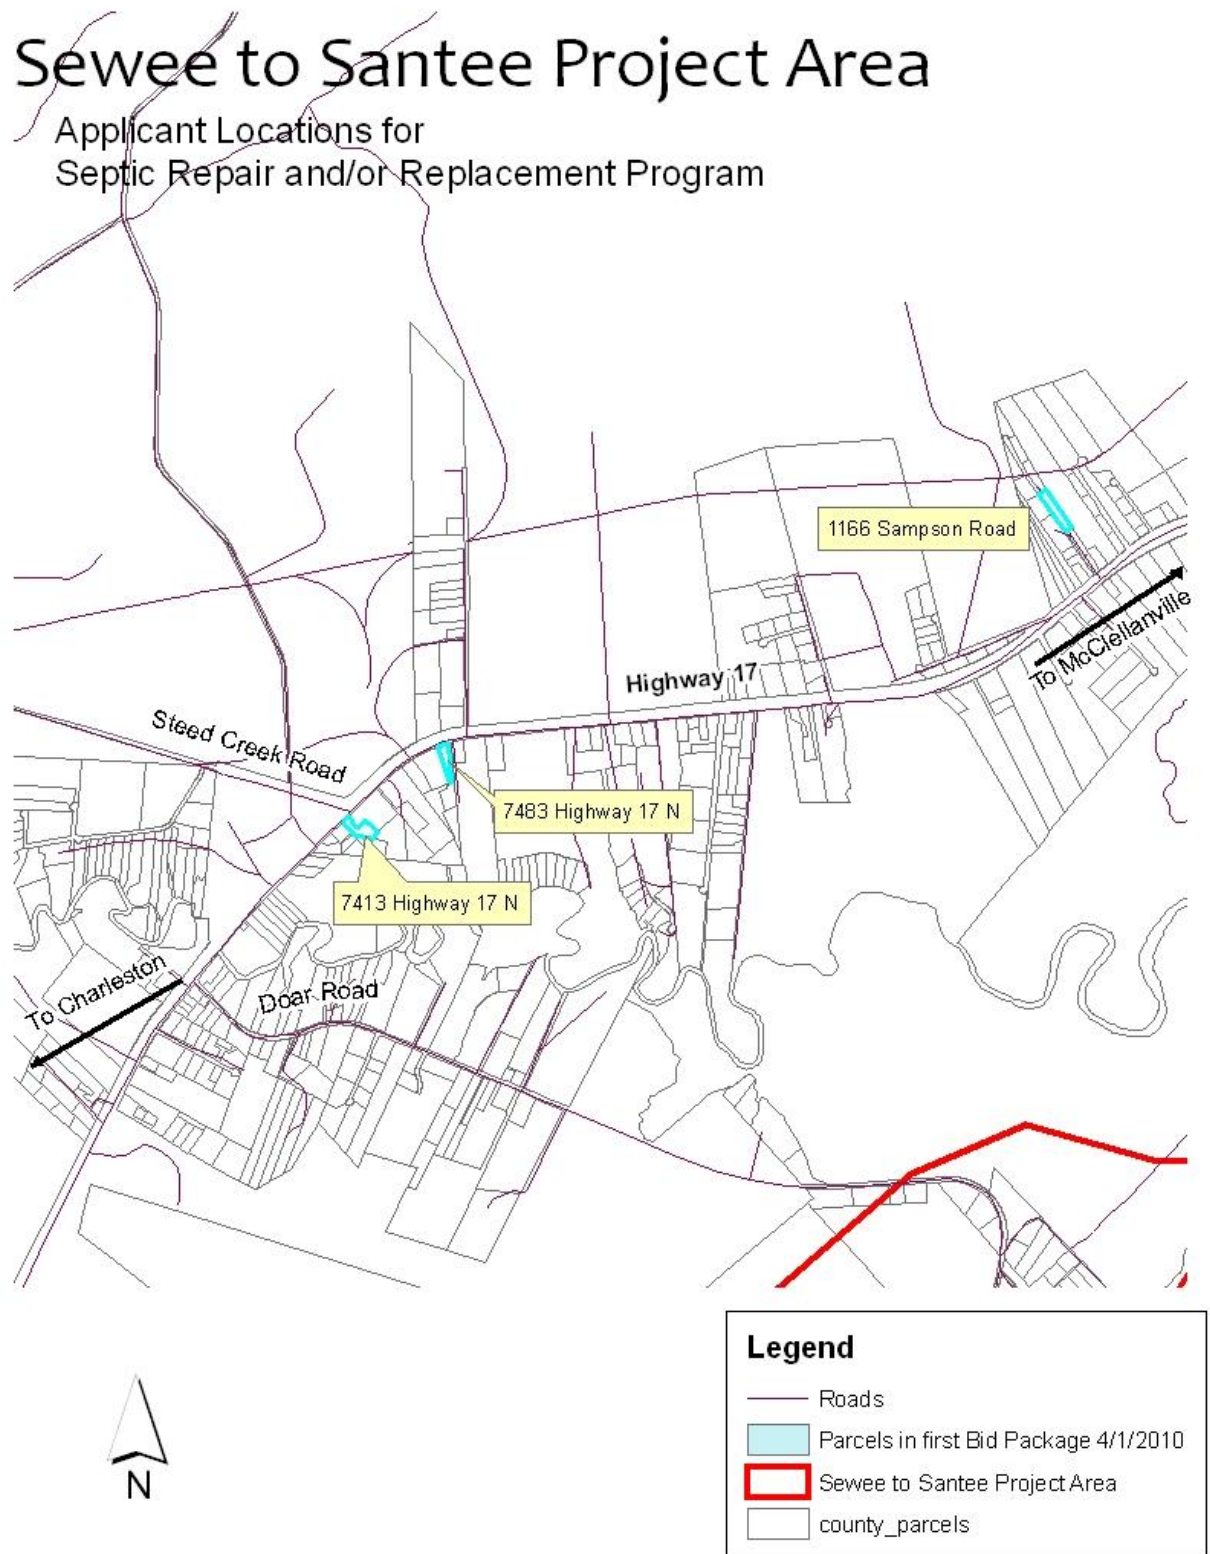 Sewee to Santee Project Area
Applicant Locations for
Septic Repair and/or Replacement Program
1166 Sampson Road
To McClellanville
Highway 17
Steed Creek Road
7483 Highway 17 N
7413 Highway 17 N
To Charleston
Doar Road
Legend
Roads
Parcels in first Bid Package 4/1/2010
Sewee to Santee Project Area
county_parcels
N